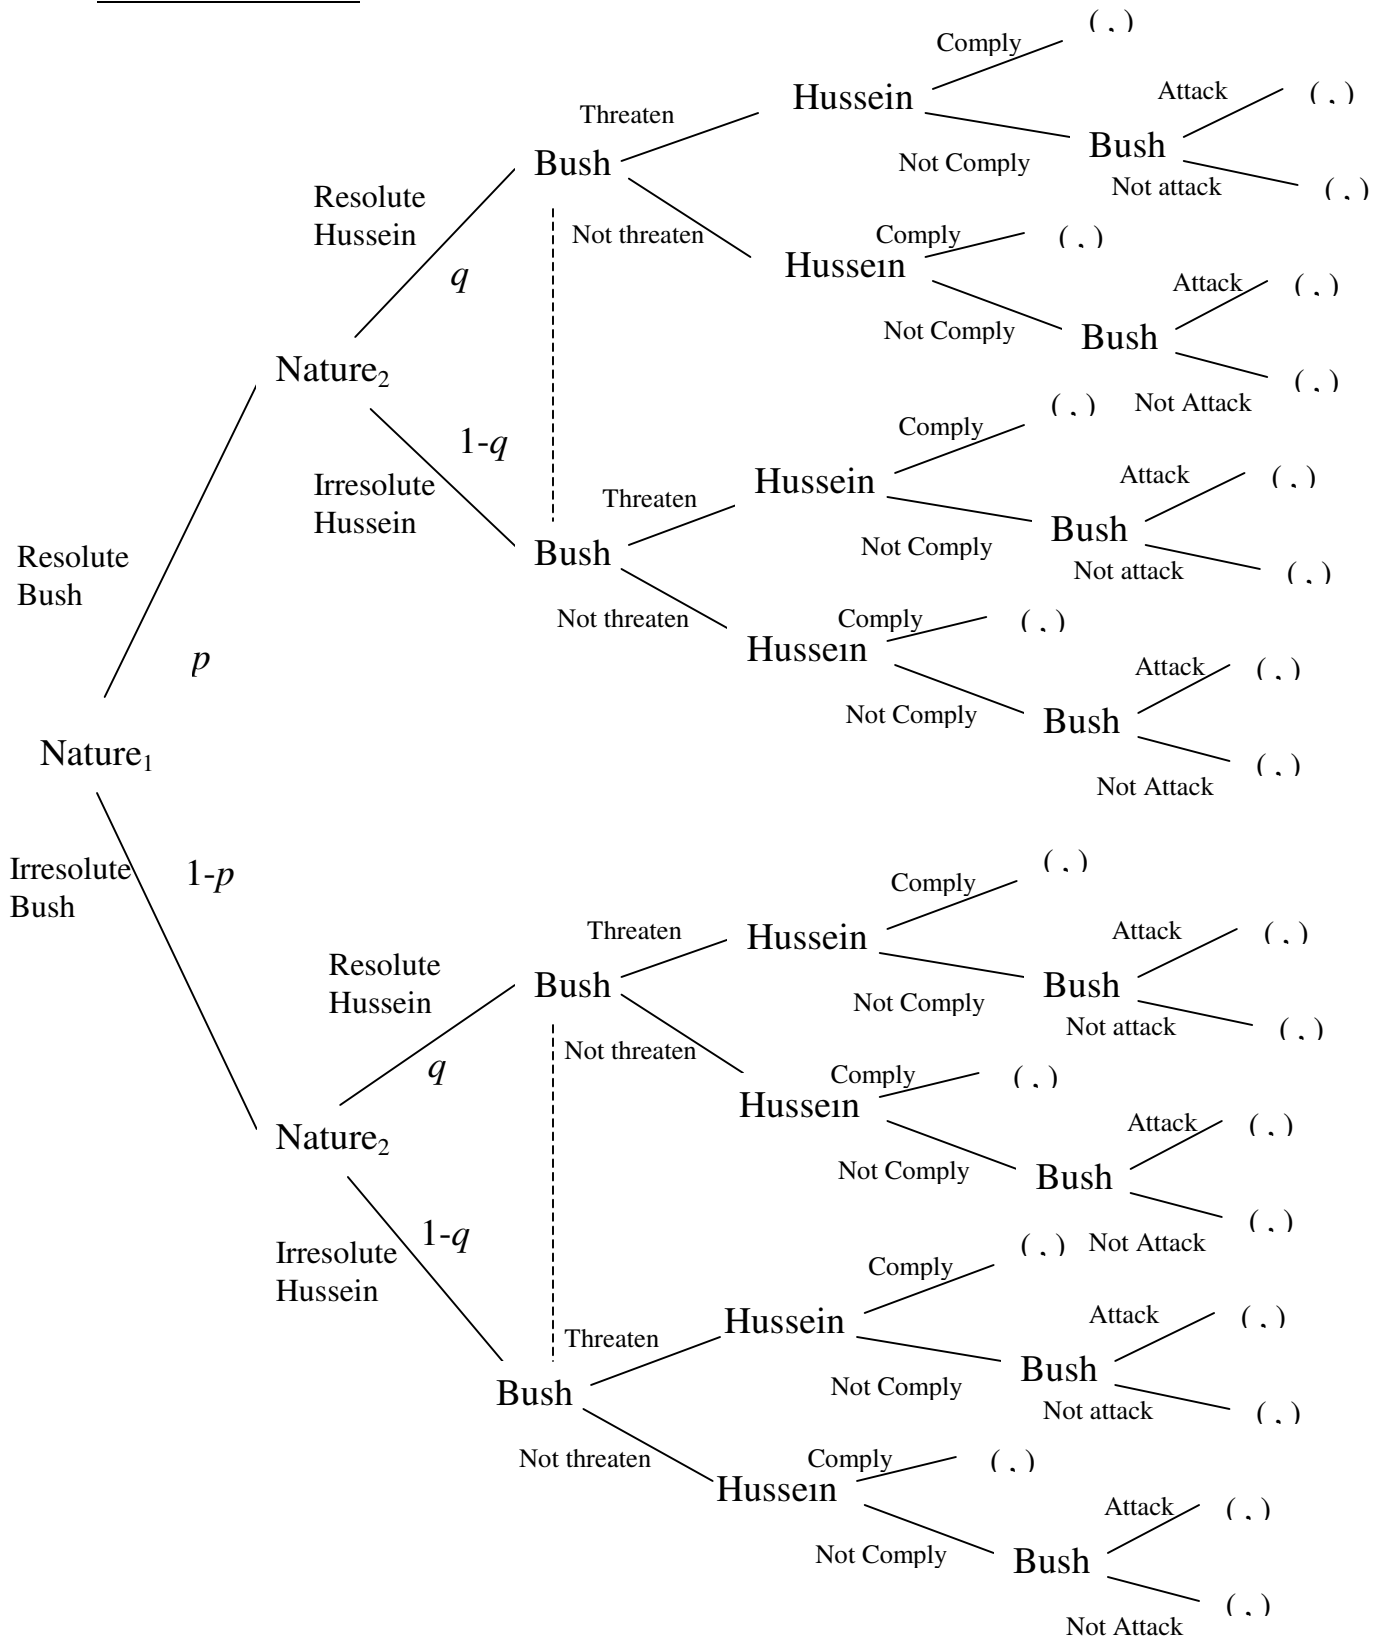 ( , )
Comply
Hussein
Attack
( , )
Threaten
Bush
Not Comply
Bush
Not attack
( , )
Resolute
Hussein
Not threaten
Comply
( , )
Hussein
q
Attack
( , )
Not Comply
Bush
Nature2
( , )
Not Attack
( , )
Comply
1-q
Irresolute
Hussein
Threaten
Hussein
Attack
( , )
Bush
Not Comply
Bush
Not attack
( , )
Resolute
Bush
Not threaten
Comply
( , )
Hussein
p
Attack
( , )
Not Comply
Bush
Nature1
( , )
Not Attack
Irresolute
Bush
1-p
( , )
Comply
Threaten
Hussein
Attack
( , )
Resolute
Hussein
Bush
Not Comply
Bush
Not attack
( , )
Not threaten
q
Comply
( , )
Hussein
Attack
( , )
Nature2
Not Comply
Bush
( , )
Not Attack
1-q
Irresolute
Hussein
( , )
Comply
Threaten
Hussein
Attack
( , )
Bush
Not Comply
Bush
Not attack
( , )
Not threaten
Comply
( , )
Hussein
Attack
( , )
Not Comply
Bush
( , )
Not Attack